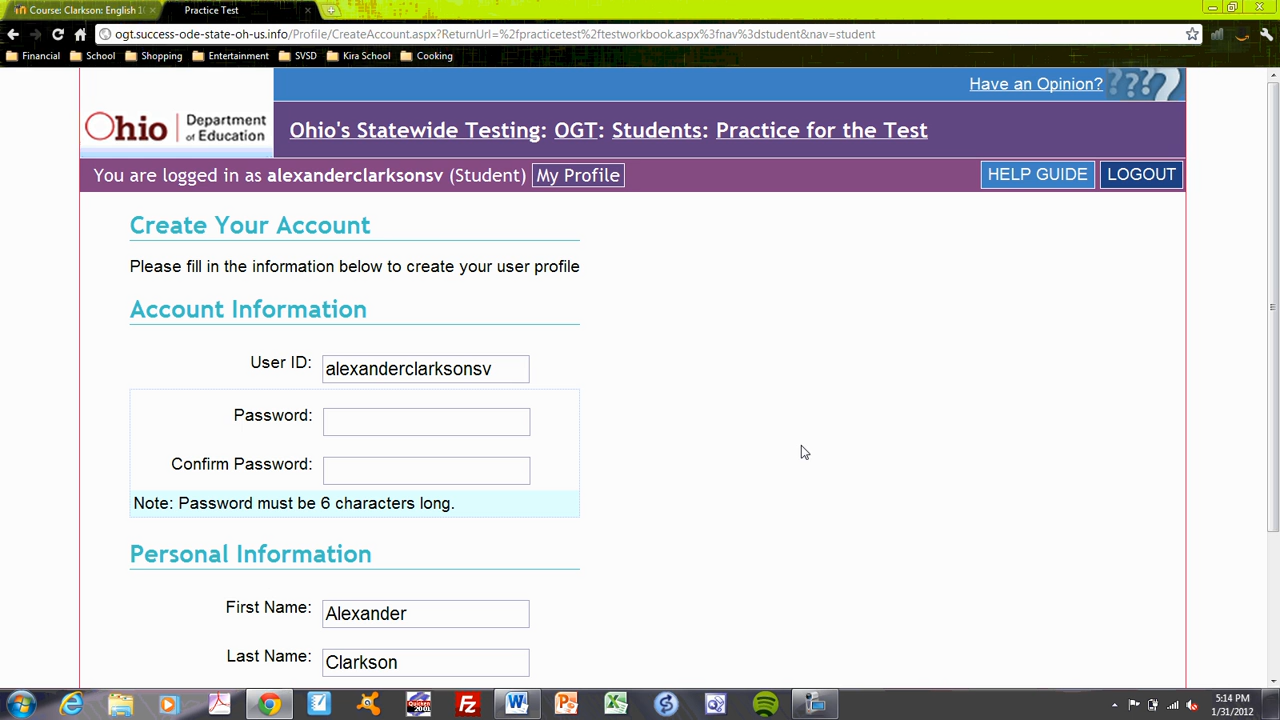 Course: Clarkson: English 10
Practice Test
ogt.success-ode-state-oh-us.info/Profile/CreateAccount.aspx?ReturnUrl=%2fpracticetest%2ftestworkbook.aspx%3fnav%3dstudent&nav=student
Financial School Shopping Entertainment SVSD Kira School Cooking
Have an Opinion? ???
Ohio Department of Education
Ohio's Statewide Testing: OGT: Students: Practice for the Test
You are logged in as alexanderclarksonsv (Student) My Profile HELP GUIDE LOGOUT
Create Your Account
Please fill in the information below to create your user profile
Account Information
User ID: alexanderclarksonsv
Password:
Confirm Password:
Note: Password must be 6 characters long.
Personal Information
First Name: Alexander
Last Name: Clarkson
5:14 PM
1/31/2012